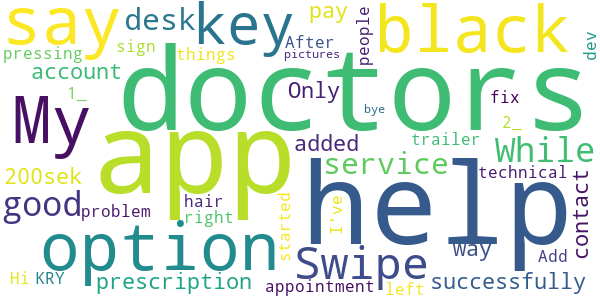 say desk key pay people black dev
pressing sign After
things pictures
account
1_ My doctors Only bye fix
2_
app added trailer While
200sek help service technical contact
good problem hair right
option started I've Way Add
Swipe
Hi KRY prescription appointment left successfully